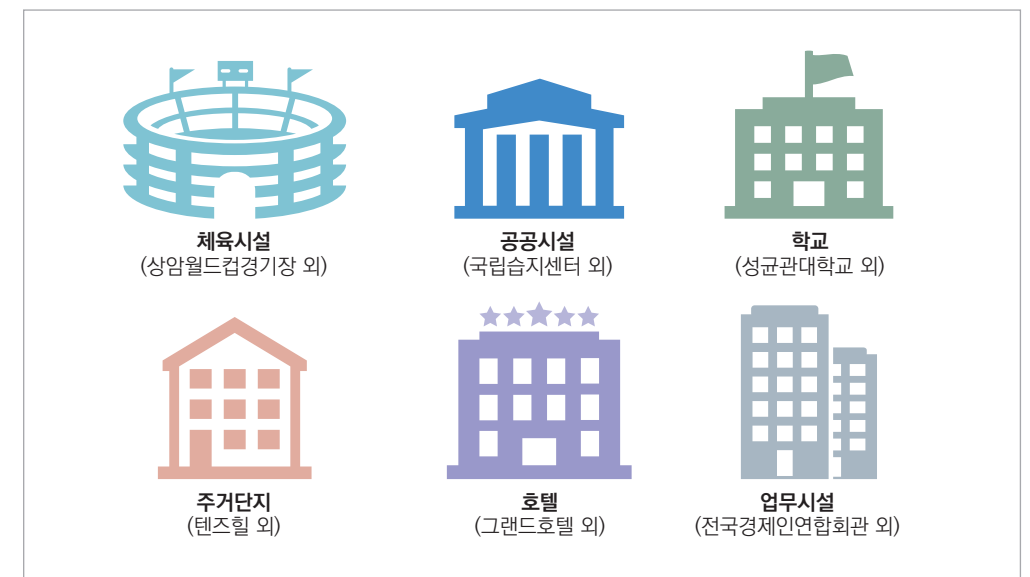 체육시설
(상암월드컵경기장 외)
공공시설
(국립습지센터 외)
학교
(성균관대학교 외)
주거단지
(텐즈힐 외)
호텔
(그랜드호텔 외)
업무시설
(전국경제인연합회관 외)